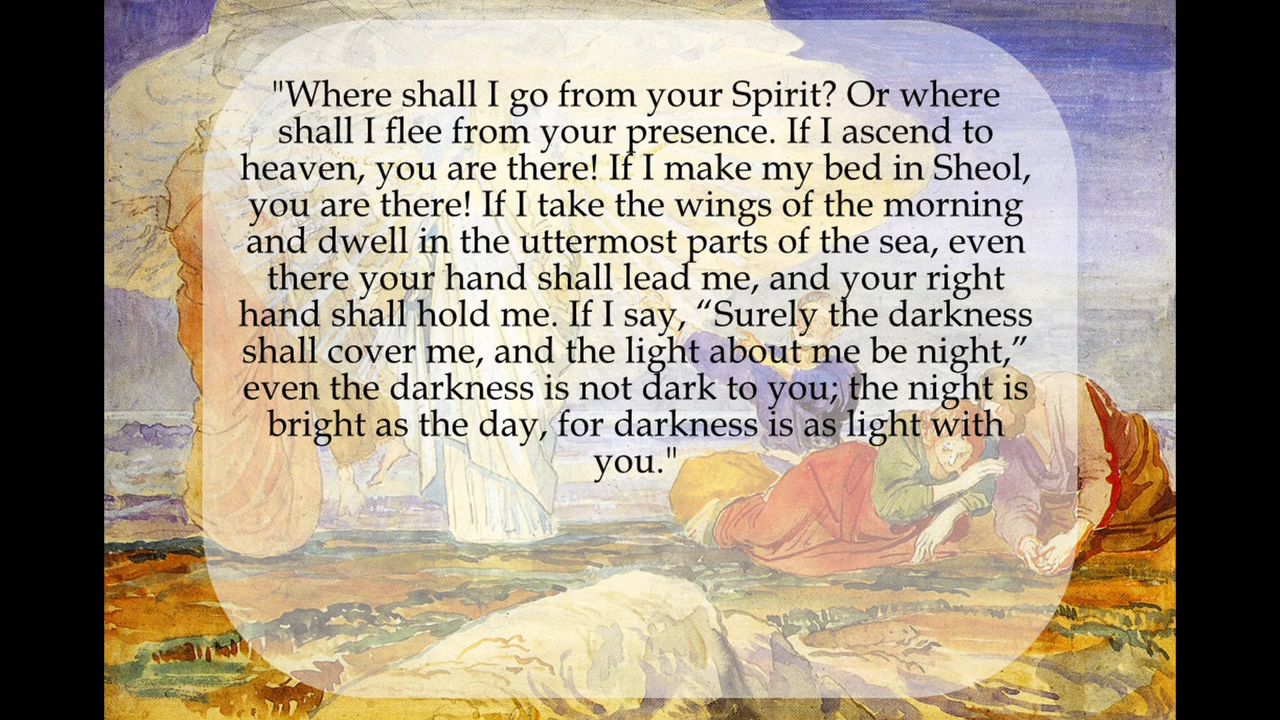 "Where shall I go from your Spirit? Or where
shall I flee from your presence. If I ascend to
heaven, you are there! If I make my bed in Sheol,
you are there! If I take the wings of the morning
and dwell in the uttermost parts of the sea, even
there your hand shall lead me, and your right
hand shall hold me. If I say, “Surely the darkness
shall cover me, and the light about me be night,”
even the darkness is not dark to you; the night is
bright as the day, for darkness is as light with
you."